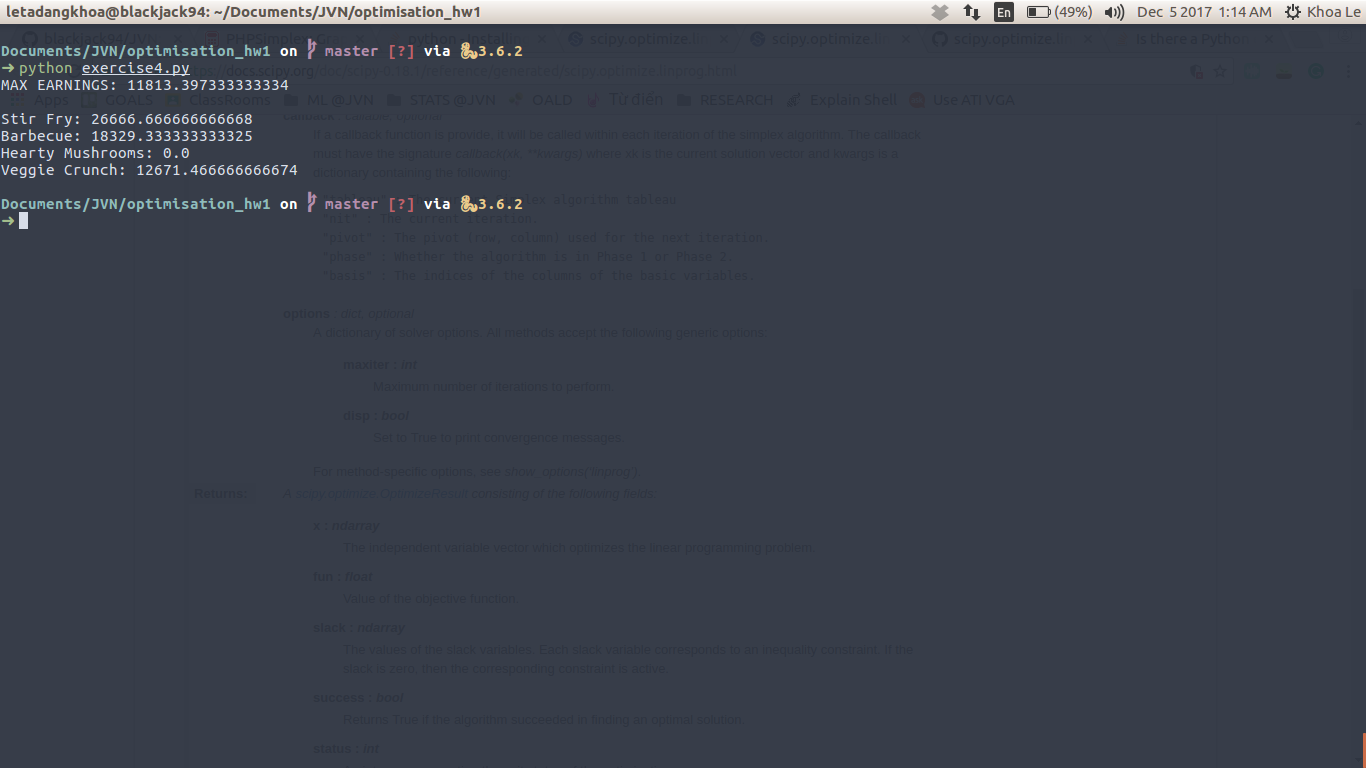 letadangkhoa@blackjack94: ~/Documents/JVN/optimisation_hw1
En (49%) Dec 5 2017 1:14 AM Khoa Le
blackjack94/JVN PHPSimplex python - Install scipy.optimize.li scipy.optimize.li scipy.optimize.li Is there a Python
Documents/JVN/optimisation_hw1 on master [?] via 3.6.2
➜ python exercise4.py
docs.scipy.org/doc/scipy-0.18.1/reference/generated/scipy.optimize.linprog.html
MAX EARNINGS: 11813.397333333334
Apps GOALS ClassRooms ML @JVN STATS @JVN OALD Từ điển RESEARCH Explain Shell Use ATI VGA
Stir Fry: 26666.666666666668
callback : callable, optional
Barbecue: 18329.333333333325
If a callback function is provide, it will be called within each iteration of the simplex algorithm. The callback
Hearty Mushrooms: 0.0
must have the signature callback(xk, **kwargs) where xk is the current solution vector and kwargs is a
Veggie Crunch: 12671.466666666674
dictionary containing the following:
Documents/JVN/optimisation_hw1 on master [?] via 3.6.2
algorithm tableau
➜
"nit" : The current iteration.
"pivot" : The pivot (row, column) used for the next iteration.
"phase" : Whether the algorithm is in Phase 1 or Phase 2.
"basis" : The indices of the columns of the basic variables.
options : dict, optional
A dictionary of solver options. All methods accept the following generic options:
maxiter : int
Maximum number of iterations to perform.
disp : bool
Set to True to print convergence messages.
For method-specific options, see show_options('linprog').
Returns: A scipy.optimize.OptimizeResult consisting of the following fields:
x : ndarray
The independent variable vector which optimizes the linear programming problem.
fun : float
Value of the objective function.
slack : ndarray
The values of the slack variables. Each slack variable corresponds to an inequality constraint. If the
slack is zero, then the corresponding constraint is active.
success : bool
Returns True if the algorithm succeeded in finding an optimal solution.
status : int